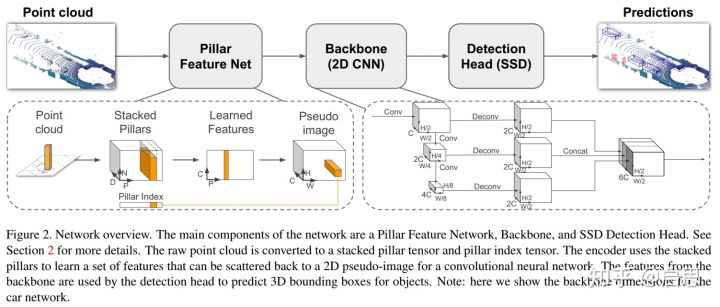 Point cloud
Pillar
Feature Net
Backbone
(2D CNN)
Detection
Head (SSD)
Predictions
Point
cloud
Stacked
Pillars
Learned
Features
Pseudo
image
N
D
P
C
P
H
C
W
Pillar Index
Conv
C
H/2
W/2
Conv
2C
H/4
W/4
Conv
4C
H/8
W/8
Deconv
2C
H/2
W/2
Deconv
2C
H/2
W/2
Deconv
2C
H/2
W/2
Concat
6C
H/2
W/2
Figure 2. Network overview. The main components of the network are a Pillar Feature Network, Backbone, and SSD Detection Head. See
Section 2 for more details. The raw point cloud is converted to a stacked pillar tensor and pillar index tensor. The encoder uses the stacked
pillars to learn a set of features that can be scattered back to a 2D pseudo-image for a convolutional neural network. The features from the
backbone are used by the detection head to predict 3D bounding boxes for objects. Note: here we show the backbone dimensions for the
car network.